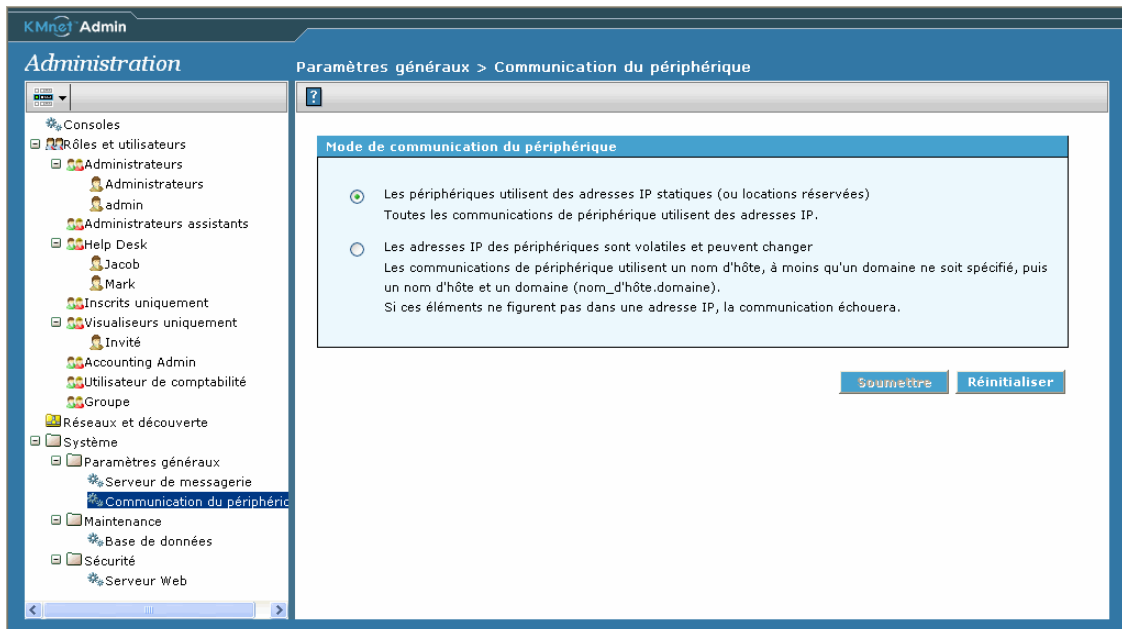 KMnet Admin
Administration
Paramètres généraux > Communication du périphérique
?
Consoles
Rôles et utilisateurs
Administrateurs
Administrateurs
admin
Administrateurs assistants
Help Desk
Jacob
Mark
Inscrits uniquement
Visualiseurs uniquement
Invité
Accounting Admin
Utilisateur de comptabilité
Groupe
Réseaux et découverte
Système
Paramètres généraux
Serveur de messagerie
Communication du périphéric
Maintenance
Base de données
Sécurité
Serveur Web
Mode de communication du périphérique
Les périphériques utilisent des adresses IP statiques (ou locations réservées)
Toutes les communications de périphérique utilisent des adresses IP.
Les adresses IP des périphériques sont volatiles et peuvent changer
Les communications de périphérique utilisent un nom d'hôte, à moins qu'un domaine ne soit spécifié, puis
un nom d'hôte et un domaine (nom_d'hôte.domaine).
Si ces éléments ne figurent pas dans une adresse IP, la communication échouera.
Soumettre
Réinitialiser